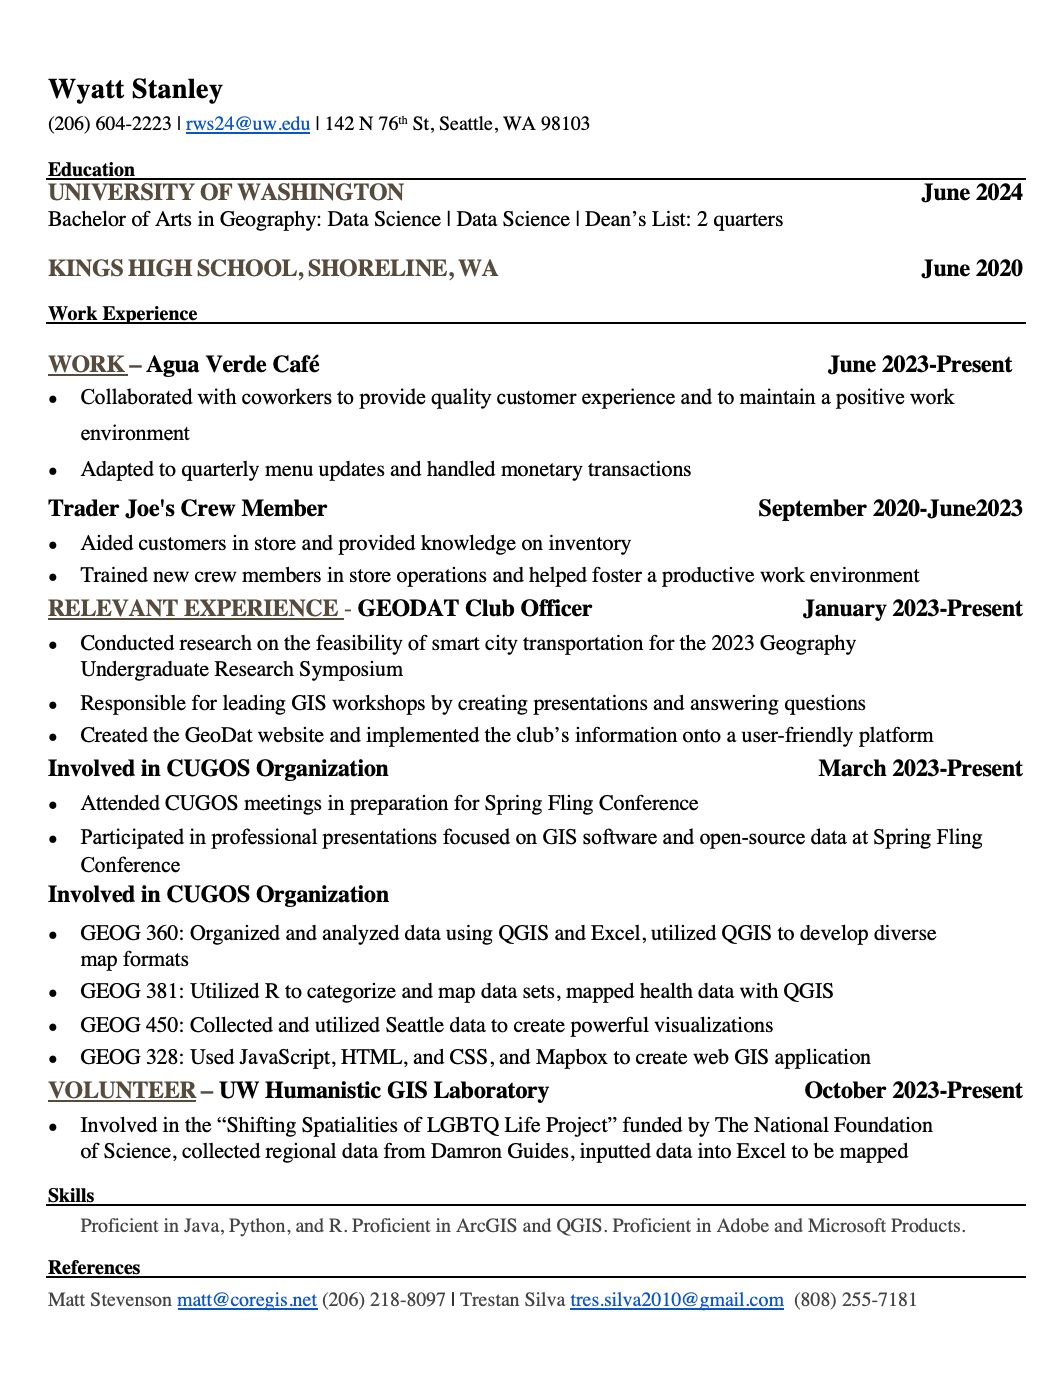 Wyatt Stanley
(206) 604-2223 | rws24@uw.edu | 142 N 76th St, Seattle, WA 98103
Education
UNIVERSITY OF WASHINGTON June 2024
Bachelor of Arts in Geography: Data Science | Data Science | Dean’s List: 2 quarters
KINGS HIGH SCHOOL, SHORELINE, WA June 2020
Work Experience
WORK – Agua Verde Café June 2023-Present
• Collaborated with coworkers to provide quality customer experience and to maintain a positive work
environment
• Adapted to quarterly menu updates and handled monetary transactions
Trader Joe's Crew Member September 2020-June2023
• Aided customers in store and provided knowledge on inventory
• Trained new crew members in store operations and helped foster a productive work environment
RELEVANT EXPERIENCE - GEODAT Club Officer January 2023-Present
• Conducted research on the feasibility of smart city transportation for the 2023 Geography
Undergraduate Research Symposium
• Responsible for leading GIS workshops by creating presentations and answering questions
• Created the GeoDat website and implemented the club’s information onto a user-friendly platform
Involved in CUGOS Organization March 2023-Present
• Attended CUGOS meetings in preparation for Spring Fling Conference
• Participated in professional presentations focused on GIS software and open-source data at Spring Fling
Conference
Involved in CUGOS Organization
• GEOG 360: Organized and analyzed data using QGIS and Excel, utilized QGIS to develop diverse
map formats
• GEOG 381: Utilized R to categorize and map data sets, mapped health data with QGIS
• GEOG 450: Collected and utilized Seattle data to create powerful visualizations
• GEOG 328: Used JavaScript, HTML, and CSS, and Mapbox to create web GIS application
VOLUNTEER – UW Humanistic GIS Laboratory October 2023-Present
• Involved in the “Shifting Spatialities of LGBTQ Life Project” funded by The National Foundation
of Science, collected regional data from Damron Guides, inputted data into Excel to be mapped
Skills
Proficient in Java, Python, and R. Proficient in ArcGIS and QGIS. Proficient in Adobe and Microsoft Products.
References
Matt Stevenson matt@coregis.net (206) 218-8097 | Trestan Silva tres.silva2010@gmail.com (808) 255-7181